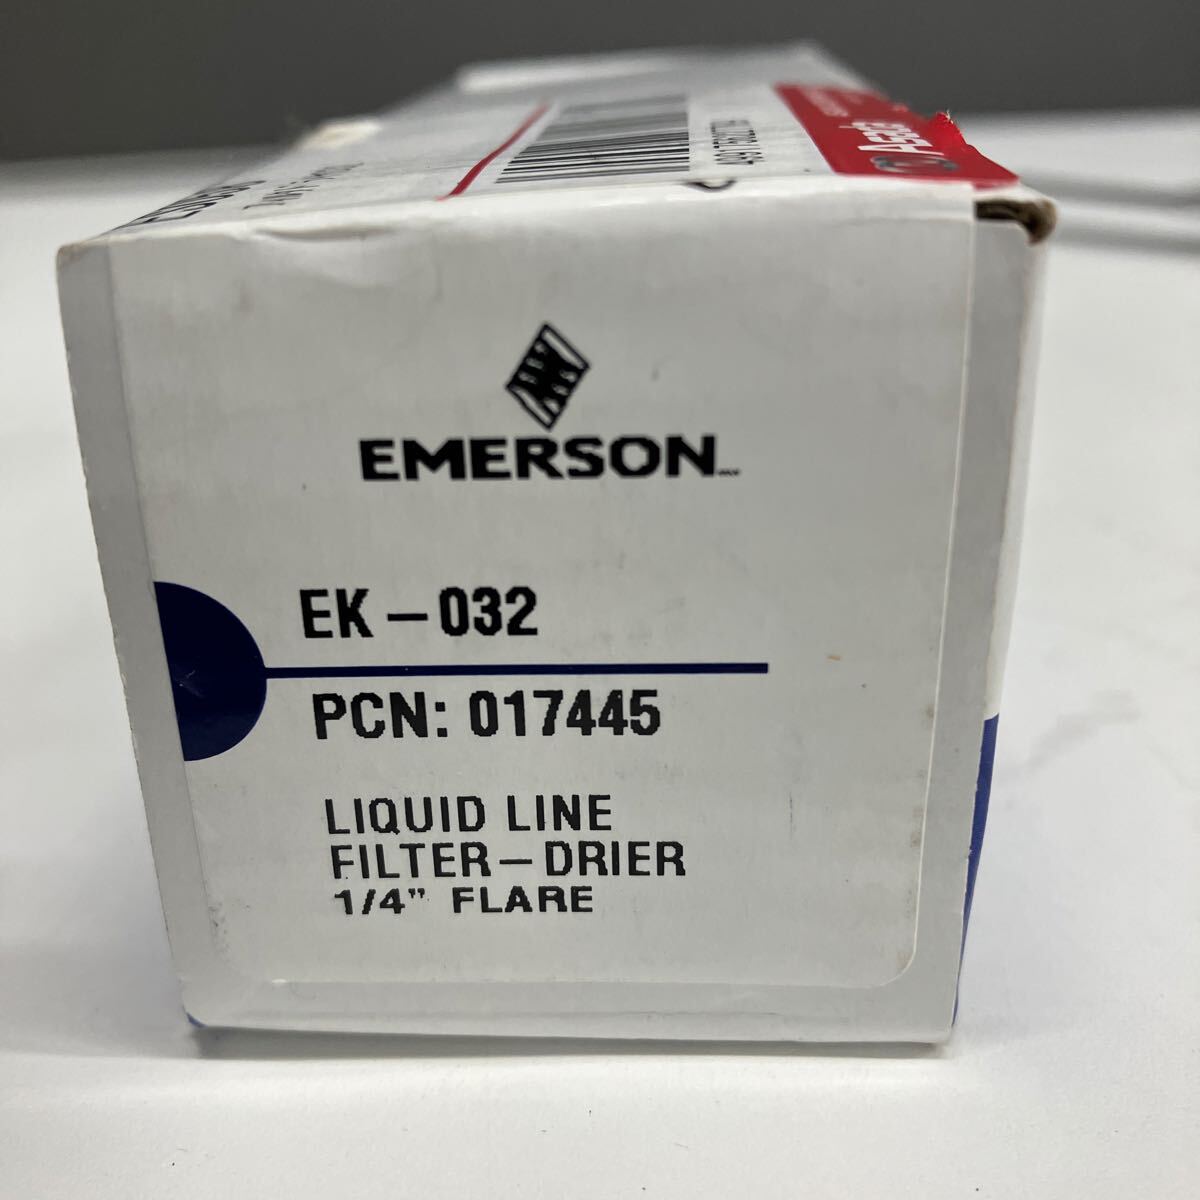 EMERSON
EK-032
PCN: 017445
LIQUID LINE
FILTER-DRIER
1/4" FLARE